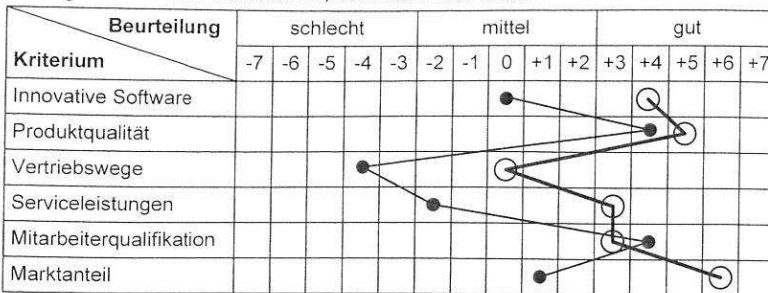 Beurteilung schlecht mittel gut
Kriterium -7 -6 -5 -4 -3 -2 -1 0 +1 +2 +3 +4 +5 +6 +7
Innovative Software
Produktqualität
Vertriebswege
Serviceleistungen
Mitarbeiterqualifikation
Marktanteil